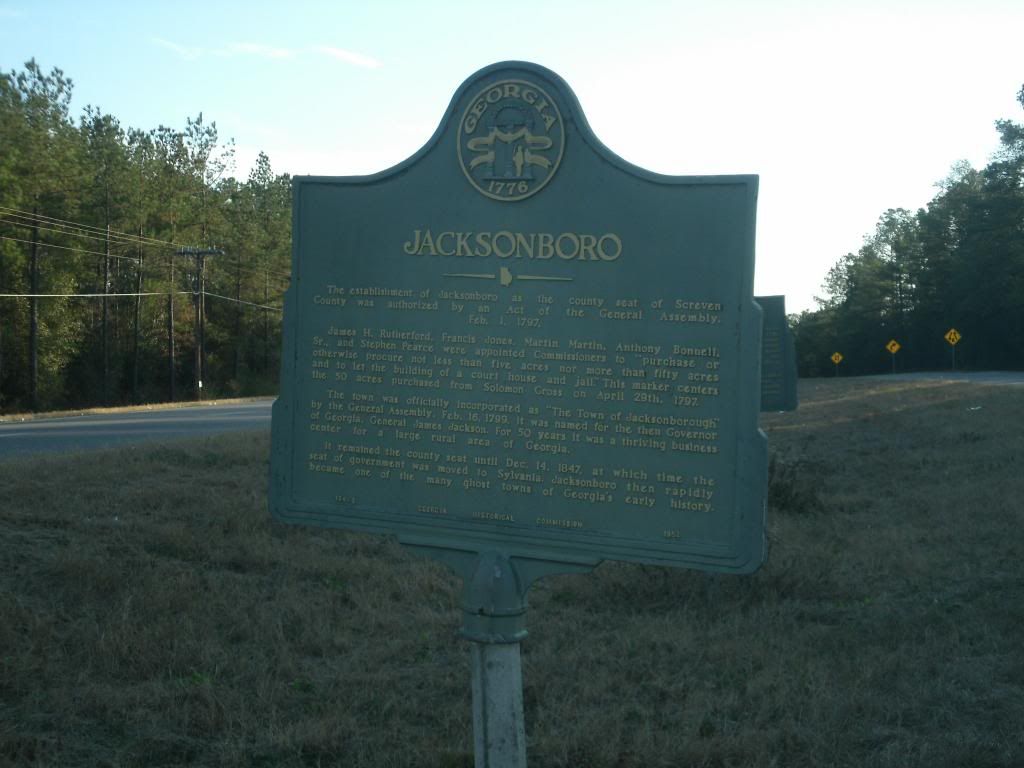 GEORGIA
1776
JACKSONBORO
The establishment of Jacksonboro as the county seat of Screven
County was authorized by an Act of the General Assembly,
Feb. 1, 1797.
James H. Rutherford, Francis Jones, Martin Martin, Anthony Bonnell,
Sr., and Stephen Pearce were appointed Commissioners to "purchase or
otherwise procure not less than five acres nor more than fifty acres
and to let the building of a court house and jail." This marker centers
the 50 acres purchased from Solomon Gross on April 29th, 1797.
The town was officially incorporated as "The Town of Jacksonborough"
by the General Assembly, Feb. 16, 1799. It was named for the then Governor
of Georgia, General James Jackson. For 50 years it was a thriving business
center for a large rural area of Georgia.
It remained the county seat until Dec. 14, 1847, at which time the
seat of government was moved to Sylvania. Jacksonboro then rapidly
became one of the many ghost towns of Georgia's early history.
GEORGIA HISTORICAL COMMISSION